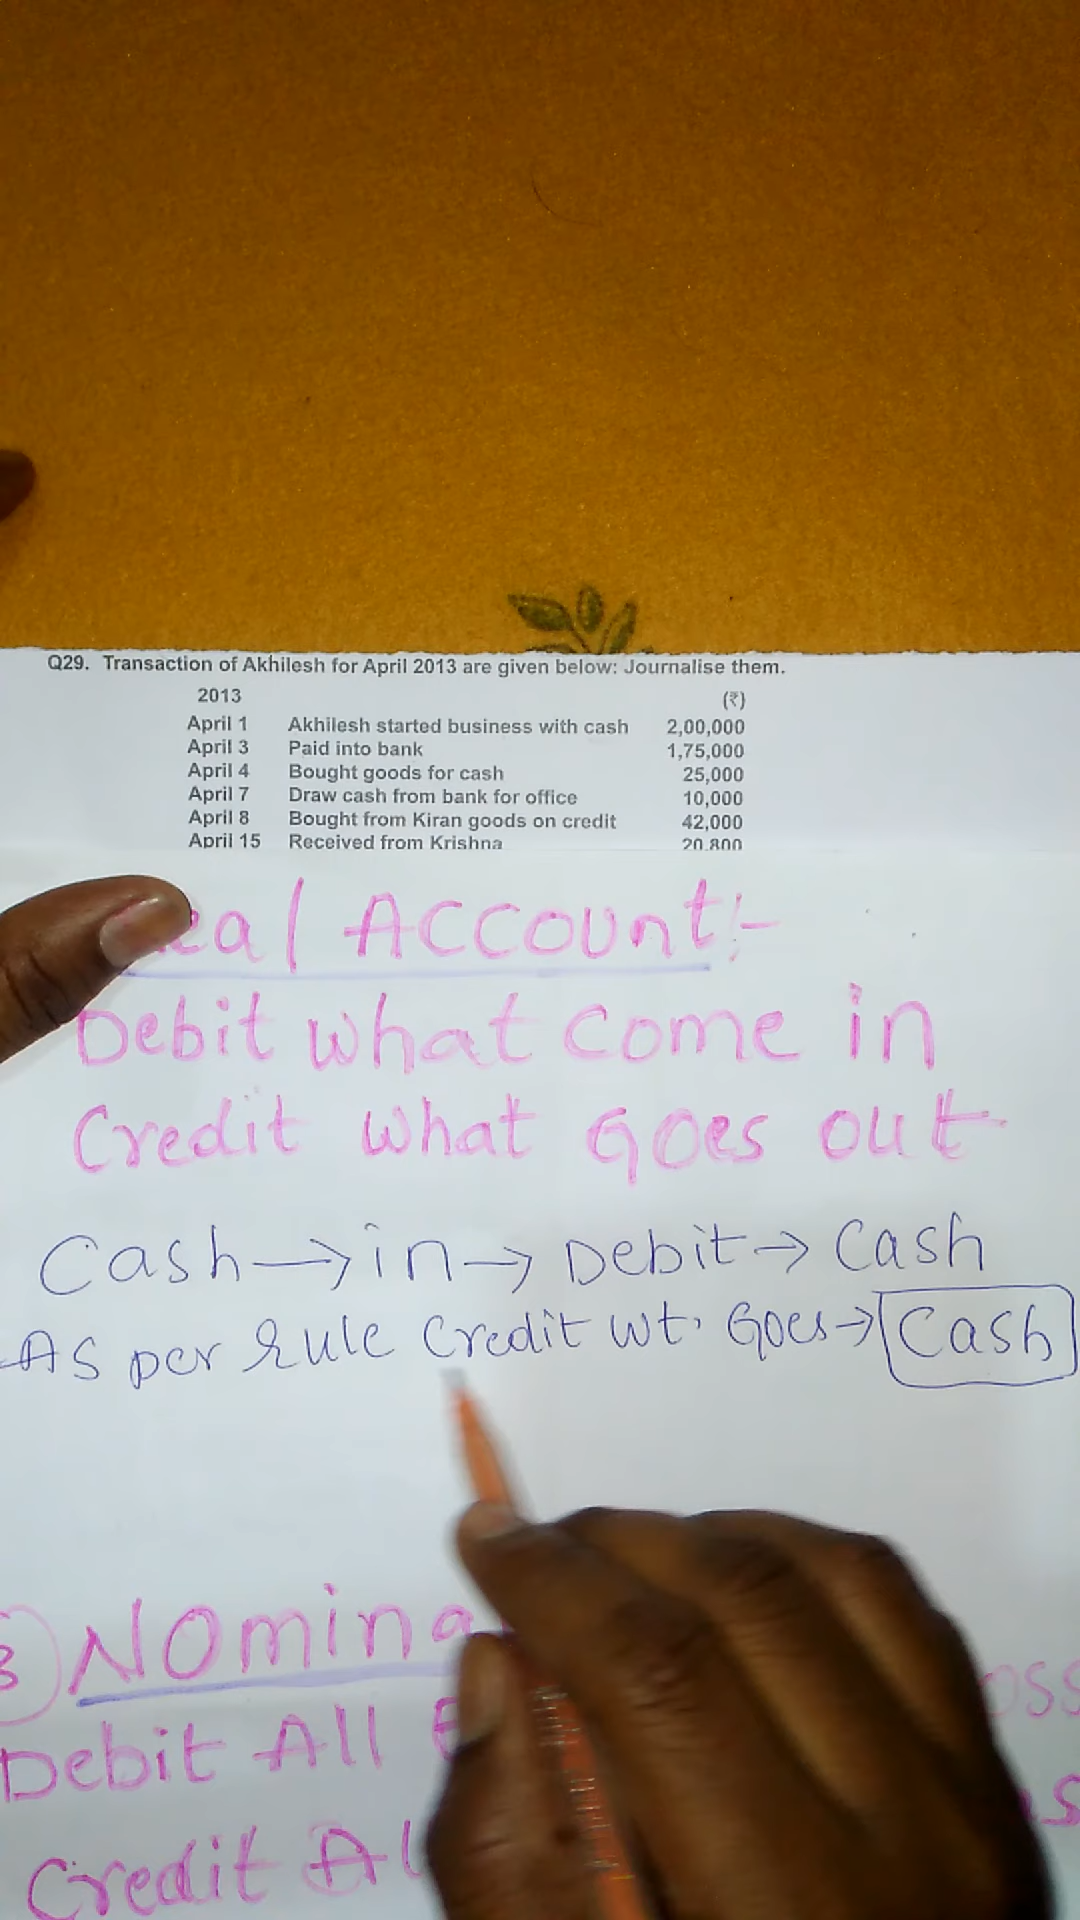 Q29. Transaction of Akhilesh for April 2013 are given below: Journalise them.
2013 (₹)
April 1 Akhilesh started business with cash 2,00,000
April 3 Paid into bank 1,75,000
April 4 Bought goods for cash 25,000
April 7 Draw cash from bank for office 10,000
April 8 Bought from Kiran goods on credit 42,000
April 15 Received from Krishna 20,800
eal Account:-
Debit what come in
Credit what Goes out
Cash → in → Debit → Cash
As per rule Credit wt. Goes → Cash
3 Nomina
Debit All
Credit Al